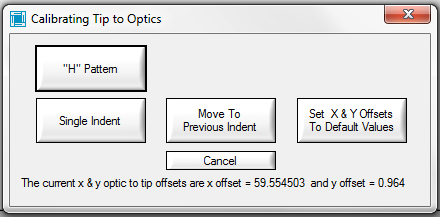 Calibrating Tip to Optics
"H" Pattern
Single Indent
Move To
Previous Indent
Set X & Y Offsets
To Default Values
Cancel
The current x & y optic to tip offsets are x offset = 59.554503 and y offset = 0.964